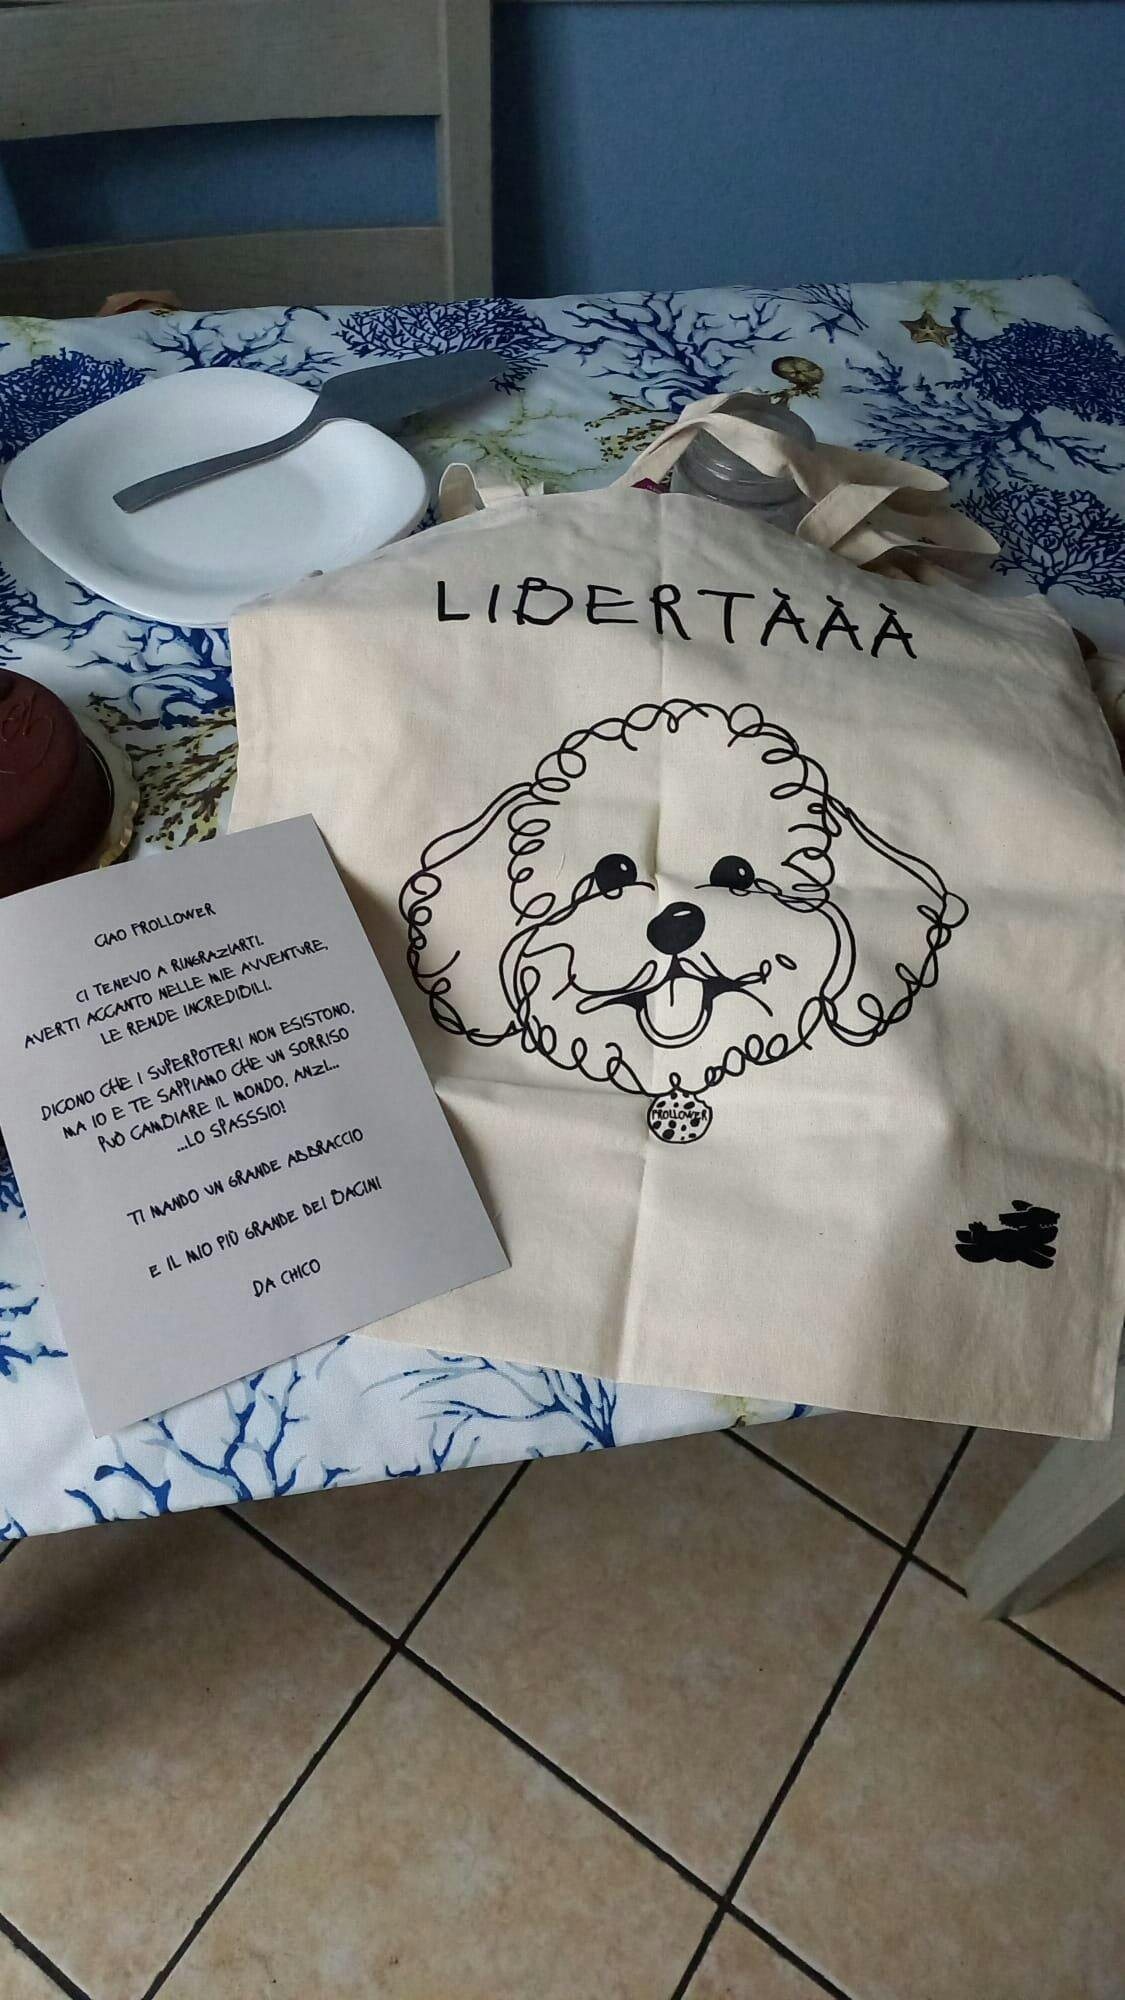 LIBERTÀÀÀ
FROLLOWER
CIAO FROLLOWER
CI TENEVO A RINGRAZIARTI.
AVERTI ACCANTO NELLE MIE AVVENTURE,
LE RENDE INCREDIBILI.
DICONO CHE I SUPERPOTERI NON ESISTONO,
MA IO E TE SAPPIAMO CHE UN SORRISO
PUÒ CAMBIARE IL MONDO, ANZI...
...LO SPASSSIO!
TI MANDO UN GRANDE ABBRACCIO
E IL MIO PIÙ GRANDE DEI BACINI
DA CHICO